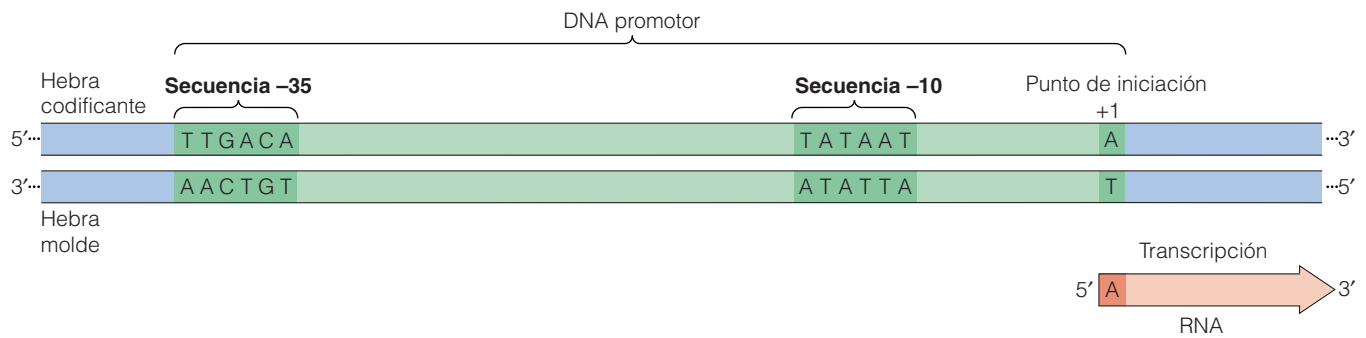 DNA promotor
Hebra
codificante
Secuencia –35
Secuencia –10
Punto de iniciación
+1
5′··· T T G A C A T A T A A T A ···3′
3′··· A A C T G T A T A T T A T ···5′
Hebra
molde
Transcripción
5′ A 3′
RNA